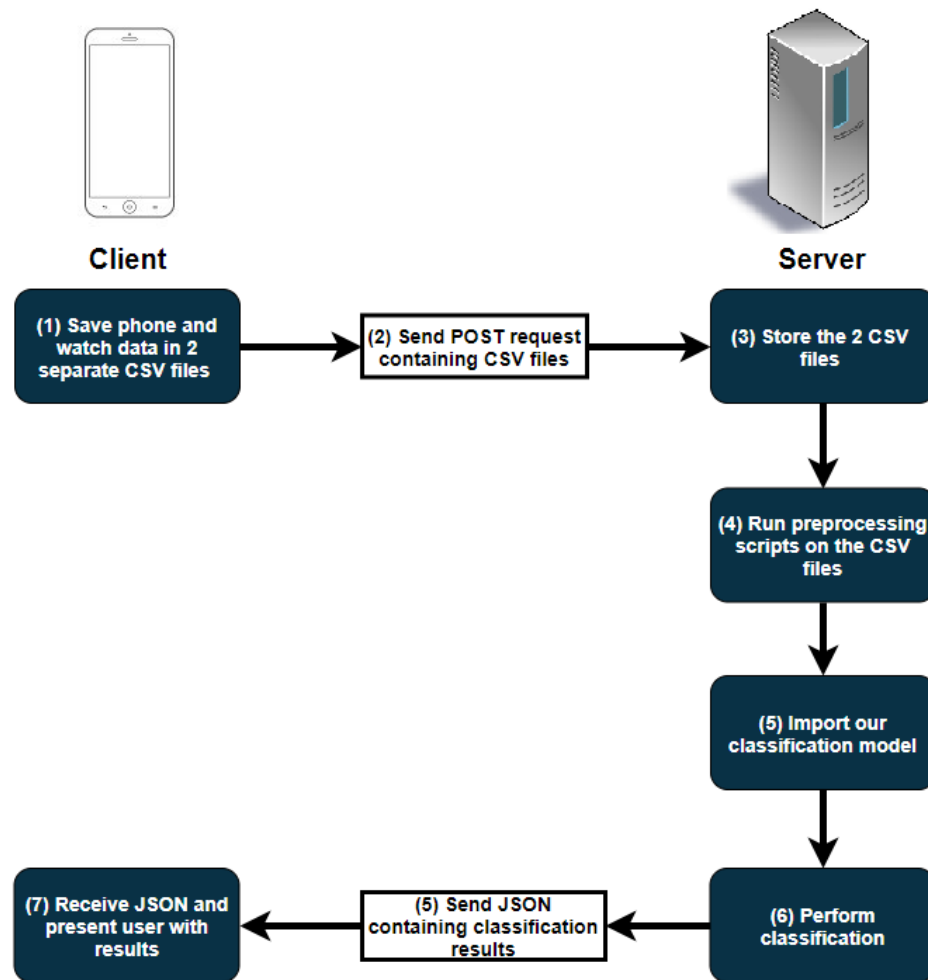 Client
Server
(1) Save phone and
watch data in 2
separate CSV files
(2) Send POST request
containing CSV files
(3) Store the 2 CSV
files
(4) Run preprocessing
scripts on the CSV
files
(5) Import our
classification model
(6) Perform
classification
(5) Send JSON
containing classification
results
(7) Receive JSON and
present user with
results